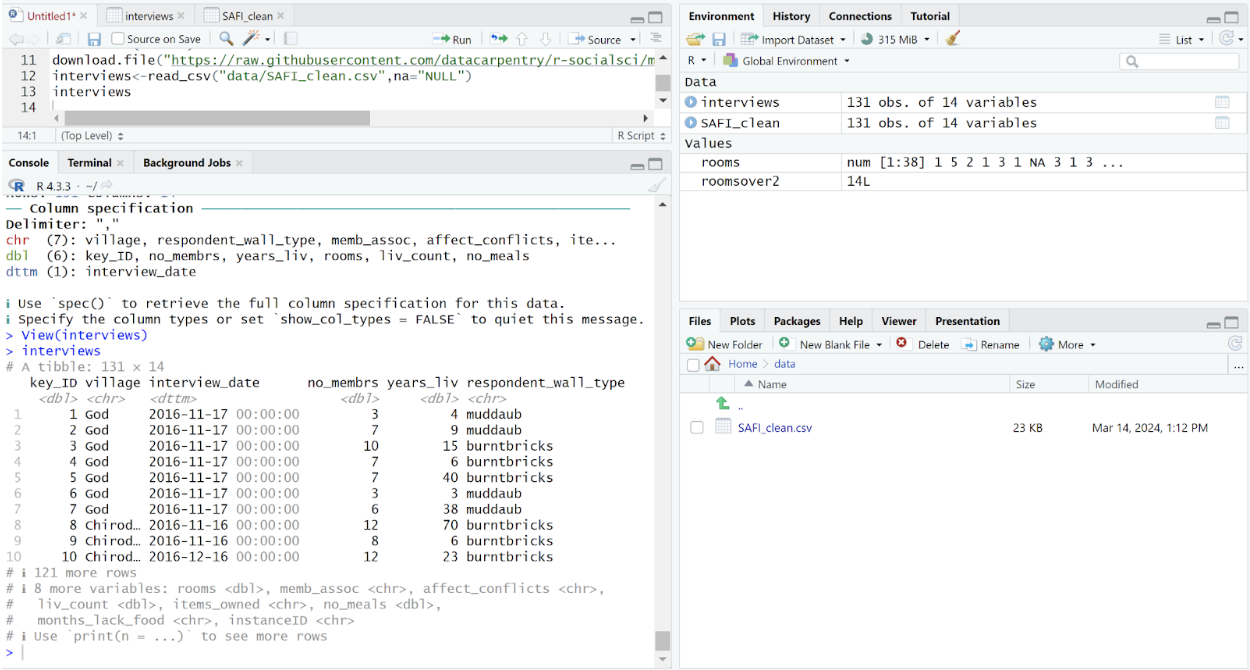 Untitled1*
interviews
SAFI_clean
Source on Save
Run
Source
11 download.file("https://raw.githubusercontent.com/datacarpentry/r-socialsci/m
12 interviews<-read_csv("data/SAFI_clean.csv",na="NULL")
13 interviews
14
14:1 (Top Level) R Script
Console Terminal Background Jobs
R 4.3.3 · ~/
── Column specification ──
Delimiter: ","
chr (7): village, respondent_wall_type, memb_assoc, affect_conflicts, ite...
dbl (6): key_ID, no_membrs, years_liv, rooms, liv_count, no_meals
dttm (1): interview_date
ℹ Use `spec()` to retrieve the full column specification for this data.
ℹ Specify the column types or set `show_col_types = FALSE` to quiet this message.
> View(interviews)
> interviews
# A tibble: 131 × 14
key_ID village interview_date no_membrs years_liv respondent_wall_type
<dbl> <chr> <dttm> <dbl> <dbl> <chr>
1 1 God 2016-11-17 00:00:00 3 4 muddaub
2 2 God 2016-11-17 00:00:00 7 9 muddaub
3 3 God 2016-11-17 00:00:00 10 15 burntbricks
4 4 God 2016-11-17 00:00:00 7 6 burntbricks
5 5 God 2016-11-17 00:00:00 7 40 burntbricks
6 6 God 2016-11-17 00:00:00 3 3 muddaub
7 7 God 2016-11-17 00:00:00 6 38 muddaub
8 8 Chirod… 2016-11-16 00:00:00 12 70 burntbricks
9 9 Chirod… 2016-11-16 00:00:00 8 6 burntbricks
10 10 Chirod… 2016-12-16 00:00:00 12 23 burntbricks
# ℹ 121 more rows
# ℹ 8 more variables: rooms <dbl>, memb_assoc <chr>, affect_conflicts <chr>,
# liv_count <dbl>, items_owned <chr>, no_meals <dbl>,
# months_lack_food <chr>, instanceID <chr>
# ℹ Use `print(n = ...)` to see more rows
>
Environment History Connections Tutorial
Import Dataset 315 MiB List
R Global Environment
Data
interviews 131 obs. of 14 variables
SAFI_clean 131 obs. of 14 variables
Values
rooms num [1:38] 1 5 2 1 3 1 NA 3 1 3 ...
roomsover2 14L
Files Plots Packages Help Viewer Presentation
New Folder New Blank File Delete Rename More
Home data ...
Name Size Modified
..
SAFI_clean.csv 23 KB Mar 14, 2024, 1:12 PM